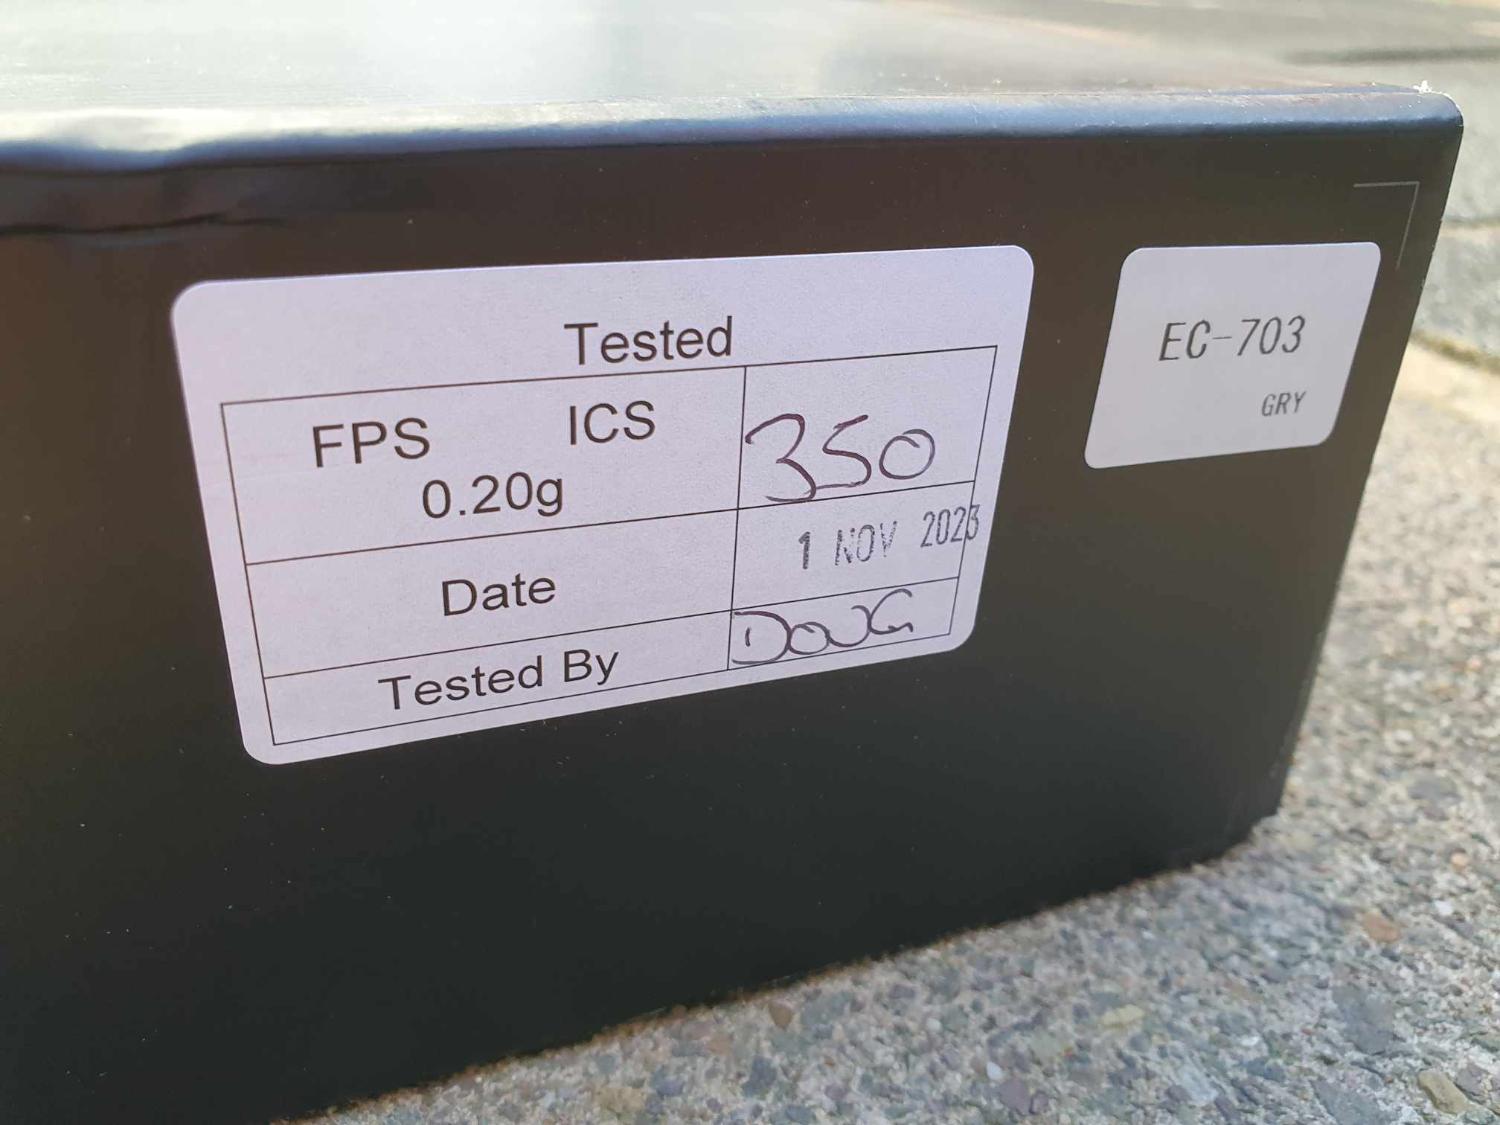 Tested
FPS ICS
0.20g
350
Date
1 NOV 2023
Tested By
DOUG
EC-703
GRY